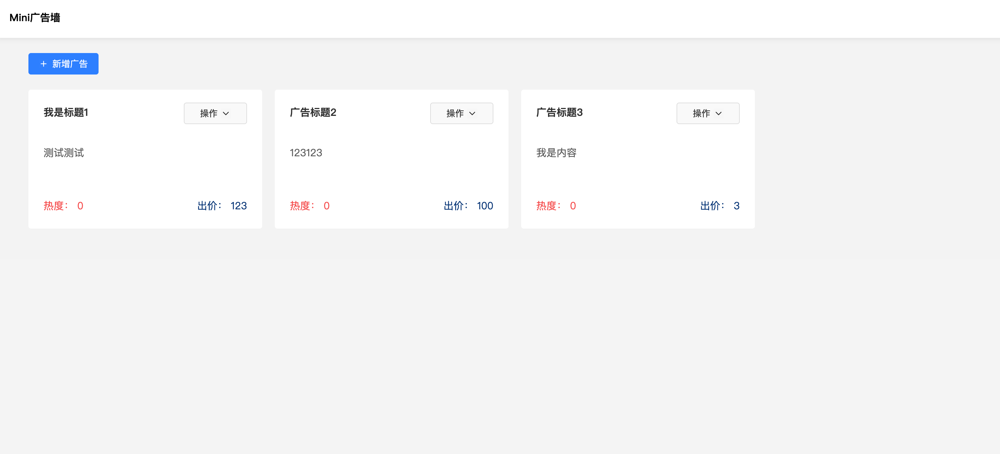 Mini广告墙
+ 新增广告
我是标题1
操作
测试测试
热度： 0
出价： 123
广告标题2
操作
123123
热度： 0
出价： 100
广告标题3
操作
我是内容
热度： 0
出价： 3